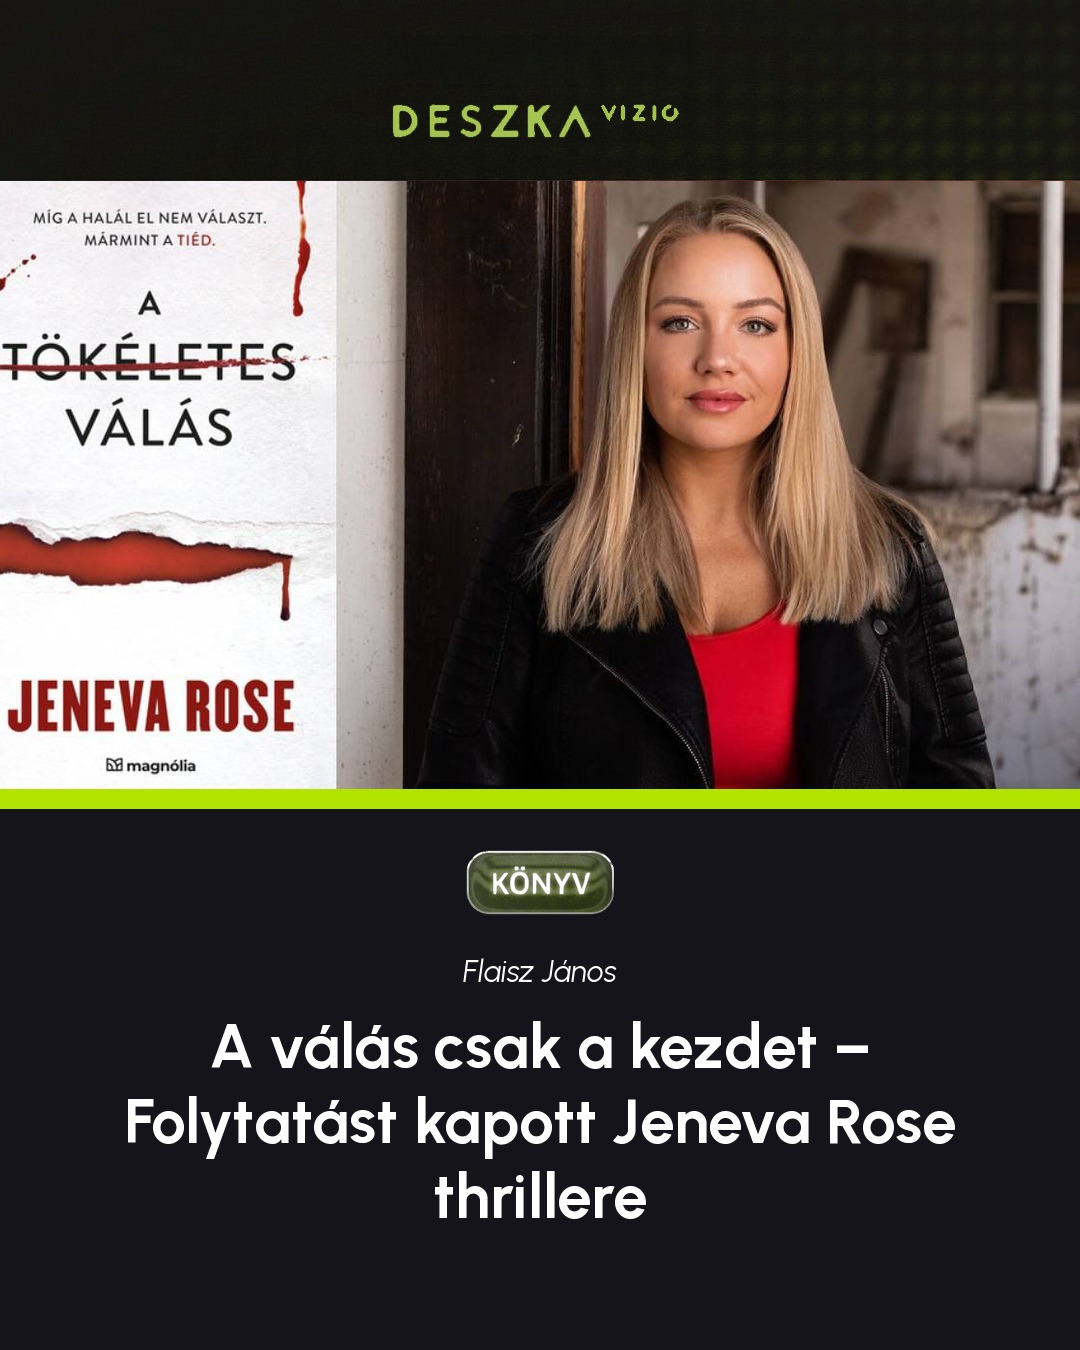 DESZKA VIZIO
MÍG A HALÁL EL NEM VÁLASZT.
MÁRMINT A TIÉD.
A
TÖKÉLETES
VÁLÁS
JENEVA ROSE
magnólia
KÖNYV
Flaisz János
A válás csak a kezdet –
Folytatást kapott Jeneva Rose
thrillere